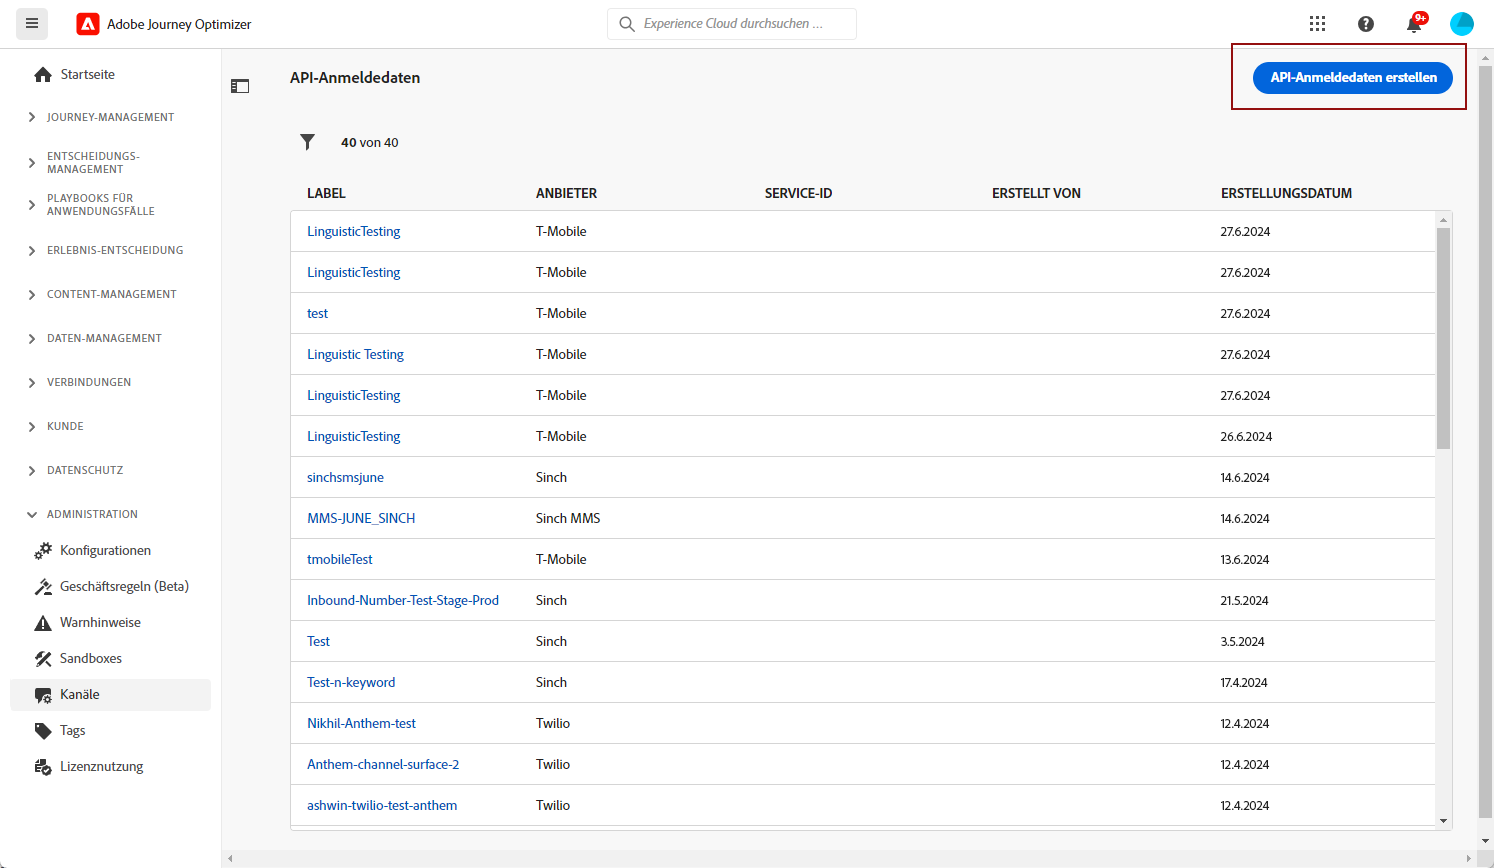 Adobe Journey Optimizer
Experience Cloud durchsuchen ...
9+
Startseite
JOURNEY-MANAGEMENT
ENTSCHEIDUNGS-
MANAGEMENT
PLAYBOOKS FÜR
ANWENDUNGSFÄLLE
ERLEBNIS-ENTSCHEIDUNG
CONTENT-MANAGEMENT
DATEN-MANAGEMENT
VERBINDUNGEN
KUNDE
DATENSCHUTZ
ADMINISTRATION
Konfigurationen
Geschäftsregeln (Beta)
Warnhinweise
Sandboxes
Kanäle
Tags
Lizenznutzung
API-Anmeldedaten
API-Anmeldedaten erstellen
40 von 40
LABEL ANBIETER SERVICE-ID ERSTELLT VON ERSTELLUNGSDATUM
LinguisticTesting T-Mobile 27.6.2024
LinguisticTesting T-Mobile 27.6.2024
test T-Mobile 27.6.2024
Linguistic Testing T-Mobile 27.6.2024
LinguisticTesting T-Mobile 27.6.2024
LinguisticTesting T-Mobile 26.6.2024
sinchsmsjune Sinch 14.6.2024
MMS-JUNE_SINCH Sinch MMS 14.6.2024
tmobileTest T-Mobile 13.6.2024
Inbound-Number-Test-Stage-Prod Sinch 21.5.2024
Test Sinch 3.5.2024
Test-n-keyword Sinch 17.4.2024
Nikhil-Anthem-test Twilio 12.4.2024
Anthem-channel-surface-2 Twilio 12.4.2024
ashwin-twilio-test-anthem Twilio 12.4.2024